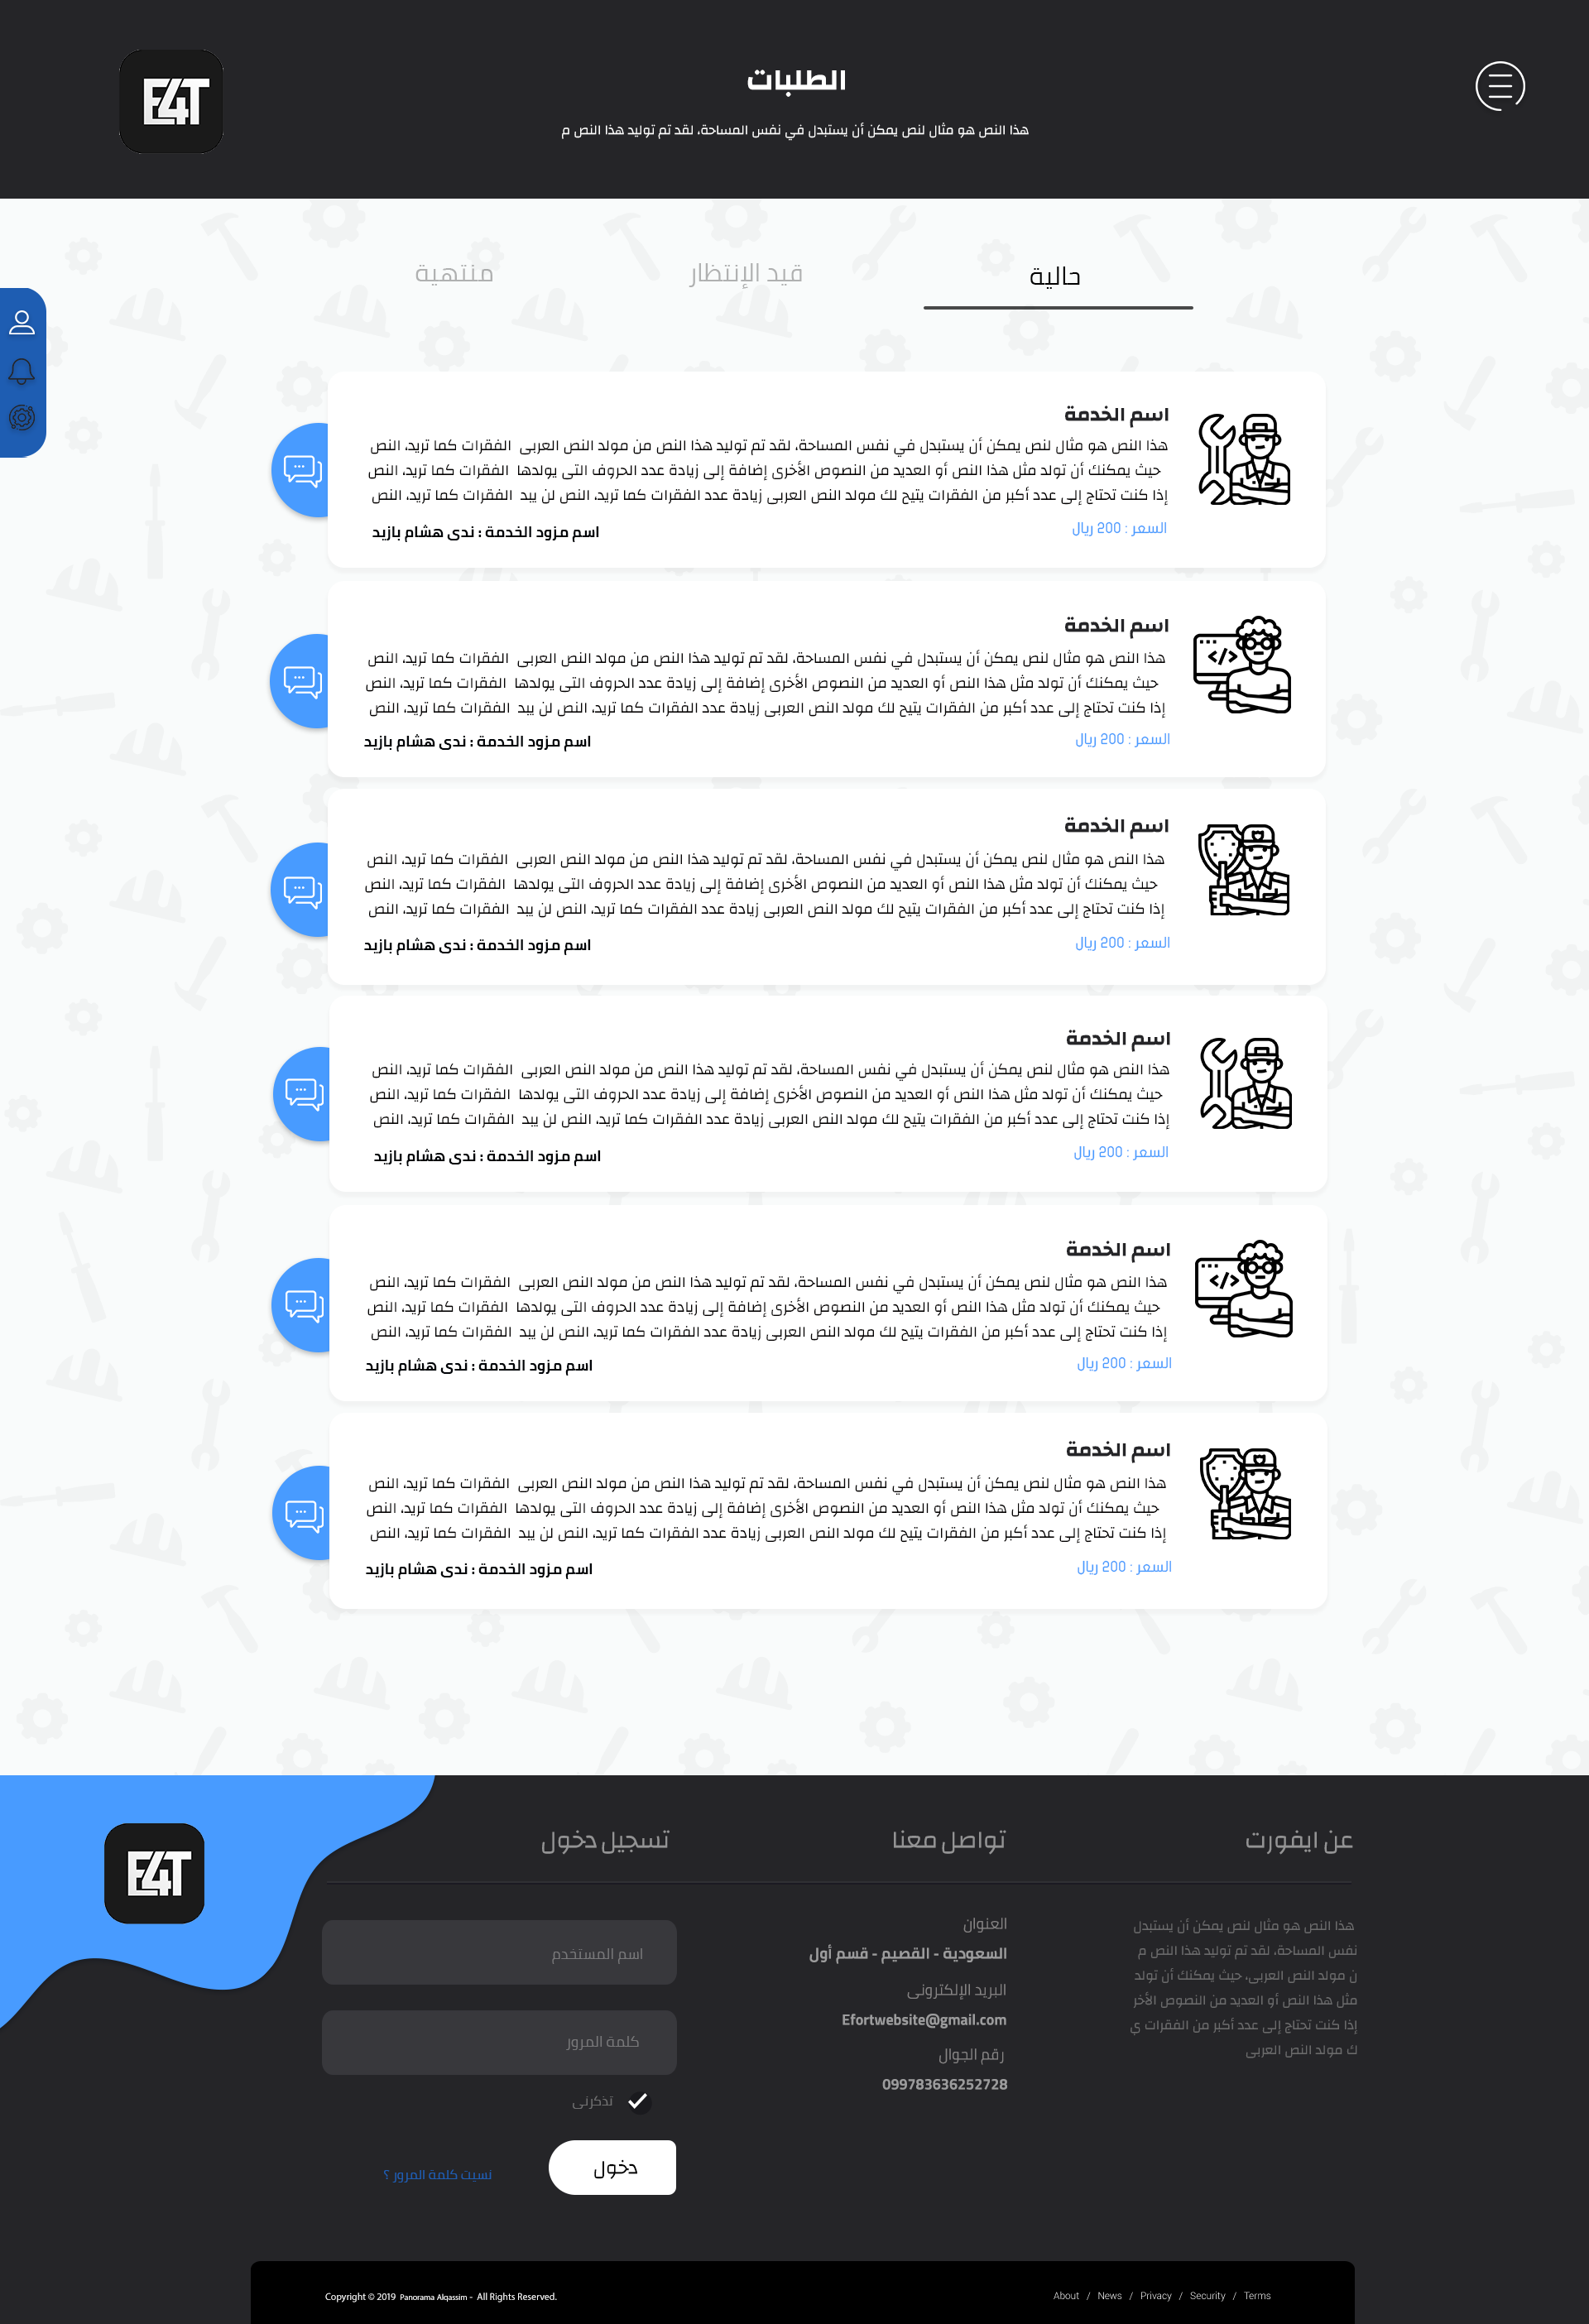 E4T
الطلبات
هذا النص هو مثال لنص يمكن أن يستبدل في نفس المساحة، لقد تم توليد هذا النص م
حالية
قيد الإنتظار
منتهية
اسم الخدمة
هذا النص هو مثال لنص يمكن أن يستبدل في نفس المساحة، لقد تم توليد هذا النص من مولد النص العربى الفقرات كما تريد، النص
حيث يمكنك أن تولد مثل هذا النص أو العديد من النصوص الأخرى إضافة إلى زيادة عدد الحروف التى يولدها الفقرات كما تريد، النص
إذا كنت تحتاج إلى عدد أكبر من الفقرات يتيح لك مولد النص العربى زيادة عدد الفقرات كما تريد، النص لن يبد الفقرات كما تريد، النص
السعر : 200 ريال
اسم مزود الخدمة : ندى هشام بازيد
اسم الخدمة
هذا النص هو مثال لنص يمكن أن يستبدل في نفس المساحة، لقد تم توليد هذا النص من مولد النص العربى الفقرات كما تريد، النص
حيث يمكنك أن تولد مثل هذا النص أو العديد من النصوص الأخرى إضافة إلى زيادة عدد الحروف التى يولدها الفقرات كما تريد، النص
إذا كنت تحتاج إلى عدد أكبر من الفقرات يتيح لك مولد النص العربى زيادة عدد الفقرات كما تريد، النص لن يبد الفقرات كما تريد، النص
السعر : 200 ريال
اسم مزود الخدمة : ندى هشام بازيد
اسم الخدمة
هذا النص هو مثال لنص يمكن أن يستبدل في نفس المساحة، لقد تم توليد هذا النص من مولد النص العربى الفقرات كما تريد، النص
حيث يمكنك أن تولد مثل هذا النص أو العديد من النصوص الأخرى إضافة إلى زيادة عدد الحروف التى يولدها الفقرات كما تريد، النص
إذا كنت تحتاج إلى عدد أكبر من الفقرات يتيح لك مولد النص العربى زيادة عدد الفقرات كما تريد، النص لن يبد الفقرات كما تريد، النص
السعر : 200 ريال
اسم مزود الخدمة : ندى هشام بازيد
اسم الخدمة
هذا النص هو مثال لنص يمكن أن يستبدل في نفس المساحة، لقد تم توليد هذا النص من مولد النص العربى الفقرات كما تريد، النص
حيث يمكنك أن تولد مثل هذا النص أو العديد من النصوص الأخرى إضافة إلى زيادة عدد الحروف التى يولدها الفقرات كما تريد، النص
إذا كنت تحتاج إلى عدد أكبر من الفقرات يتيح لك مولد النص العربى زيادة عدد الفقرات كما تريد، النص لن يبد الفقرات كما تريد، النص
السعر : 200 ريال
اسم مزود الخدمة : ندى هشام بازيد
اسم الخدمة
هذا النص هو مثال لنص يمكن أن يستبدل في نفس المساحة، لقد تم توليد هذا النص من مولد النص العربى الفقرات كما تريد، النص
حيث يمكنك أن تولد مثل هذا النص أو العديد من النصوص الأخرى إضافة إلى زيادة عدد الحروف التى يولدها الفقرات كما تريد، النص
إذا كنت تحتاج إلى عدد أكبر من الفقرات يتيح لك مولد النص العربى زيادة عدد الفقرات كما تريد، النص لن يبد الفقرات كما تريد، النص
السعر : 200 ريال
اسم مزود الخدمة : ندى هشام بازيد
اسم الخدمة
هذا النص هو مثال لنص يمكن أن يستبدل في نفس المساحة، لقد تم توليد هذا النص من مولد النص العربى الفقرات كما تريد، النص
حيث يمكنك أن تولد مثل هذا النص أو العديد من النصوص الأخرى إضافة إلى زيادة عدد الحروف التى يولدها الفقرات كما تريد، النص
إذا كنت تحتاج إلى عدد أكبر من الفقرات يتيح لك مولد النص العربى زيادة عدد الفقرات كما تريد، النص لن يبد الفقرات كما تريد، النص
السعر : 200 ريال
اسم مزود الخدمة : ندى هشام بازيد
عن ايفورت
هذا النص هو مثال لنص يمكن أن يستبدل
نفس المساحة، لقد تم توليد هذا النص م
ن مولد النص العربى، حيث يمكنك أن تولد
مثل هذا النص أو العديد من النصوص الأخر
إذا كنت تحتاج إلى عدد أكبر من الفقرات ي
ك مولد النص العربى
تواصل معنا
العنوان
السعودية - القصيم - قسم أول
البريد الإلكترونى
Efortwebsite@gmail.com
رقم الجوال
099783636252728
تسجيل دخول
اسم المستخدم
كلمة المرور
تذكرنى
دخول
نسيت كلمة المرور ؟
E4T
Copyright © 2019 Panorama Alqassim - All Rights Reserved.
About / News / Privacy / Security / Terms